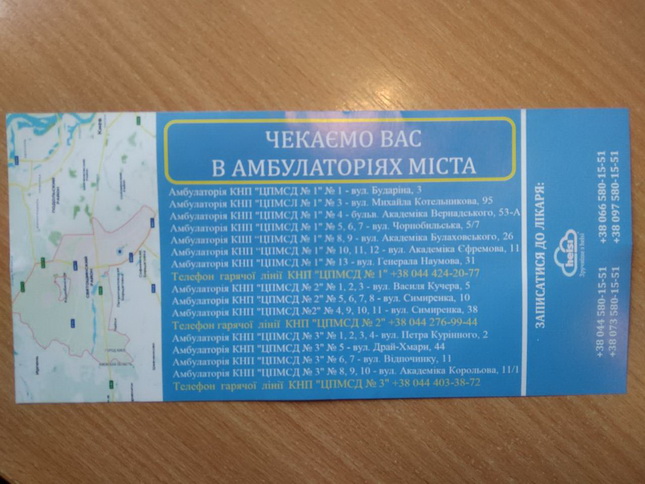 ЧЕКАЄМО ВАС
В АМБУЛАТОРІЯХ МІСТА
Амбулаторія КНП "ЦПМСД № 1" № 1 - вул. Бударіна, 3
Амбулаторія КНП "ЦПМСД № 1" № 3 - вул. Михайла Котельникова, 95
Амбулаторія КНП "ЦПМСД № 1" № 4 - бульв. Академіка Вернадського, 53-А
Амбулаторія КНП "ЦПМСД № 1" № 5, 6, 7 - вул. Чорнобильська, 5/7
Амбулаторія КНП "ЦПМСД № 1" № 8, 9 - вул. Академіка Булаховського, 26
Амбулаторія КНП "ЦПМСД № 1" № 10, 11, 12 - вул. Академіка Єфремова, 11
Амбулаторія КНП "ЦПМСД № 1" № 13 - вул. Генерала Наумова, 31
Телефон гарячої лінії КНП "ЦПМСД № 1" +38 044 424-20-77
Амбулаторія КНП "ЦПМСД № 2" № 1, 2, 3 - вул. Василя Кучера, 5
Амбулаторія КНП "ЦПМСД № 2" № 5, 6, 7, 8 - вул. Симиренка, 10
Амбулаторія КНП "ЦПМСД №2" № 4, 9, 10, 11 - вул. Симиренка, 38
Телефон гарячої лінії КНП "ЦПМСД № 2" +38 044 276-99-44
Амбулаторія КНП "ЦПМСД № 3" № 1, 2, 3, 4- вул. Петра Курінного, 2
Амбулаторія КНП "ЦПМСД № 3" № 5 - вул. Драй-Хмари, 44
Амбулаторія КНП "ЦПМСД № 3" № 6, 7 - вул. Відпочинку, 11
Амбулаторія КНП "ЦПМСД № 3" № 8, 9, 10 - вул. Академіка Корольова, 11/1
Телефон гарячої лінії КНП "ЦПМСД № 3" +38 044 403-38-72
ЗАПИСАТИСЯ ДО ЛІКАРЯ:
helsi
+38 044 580-15-51
+38 073 580-15-51
+38 066 580-15-51
+38 097 580-15-51